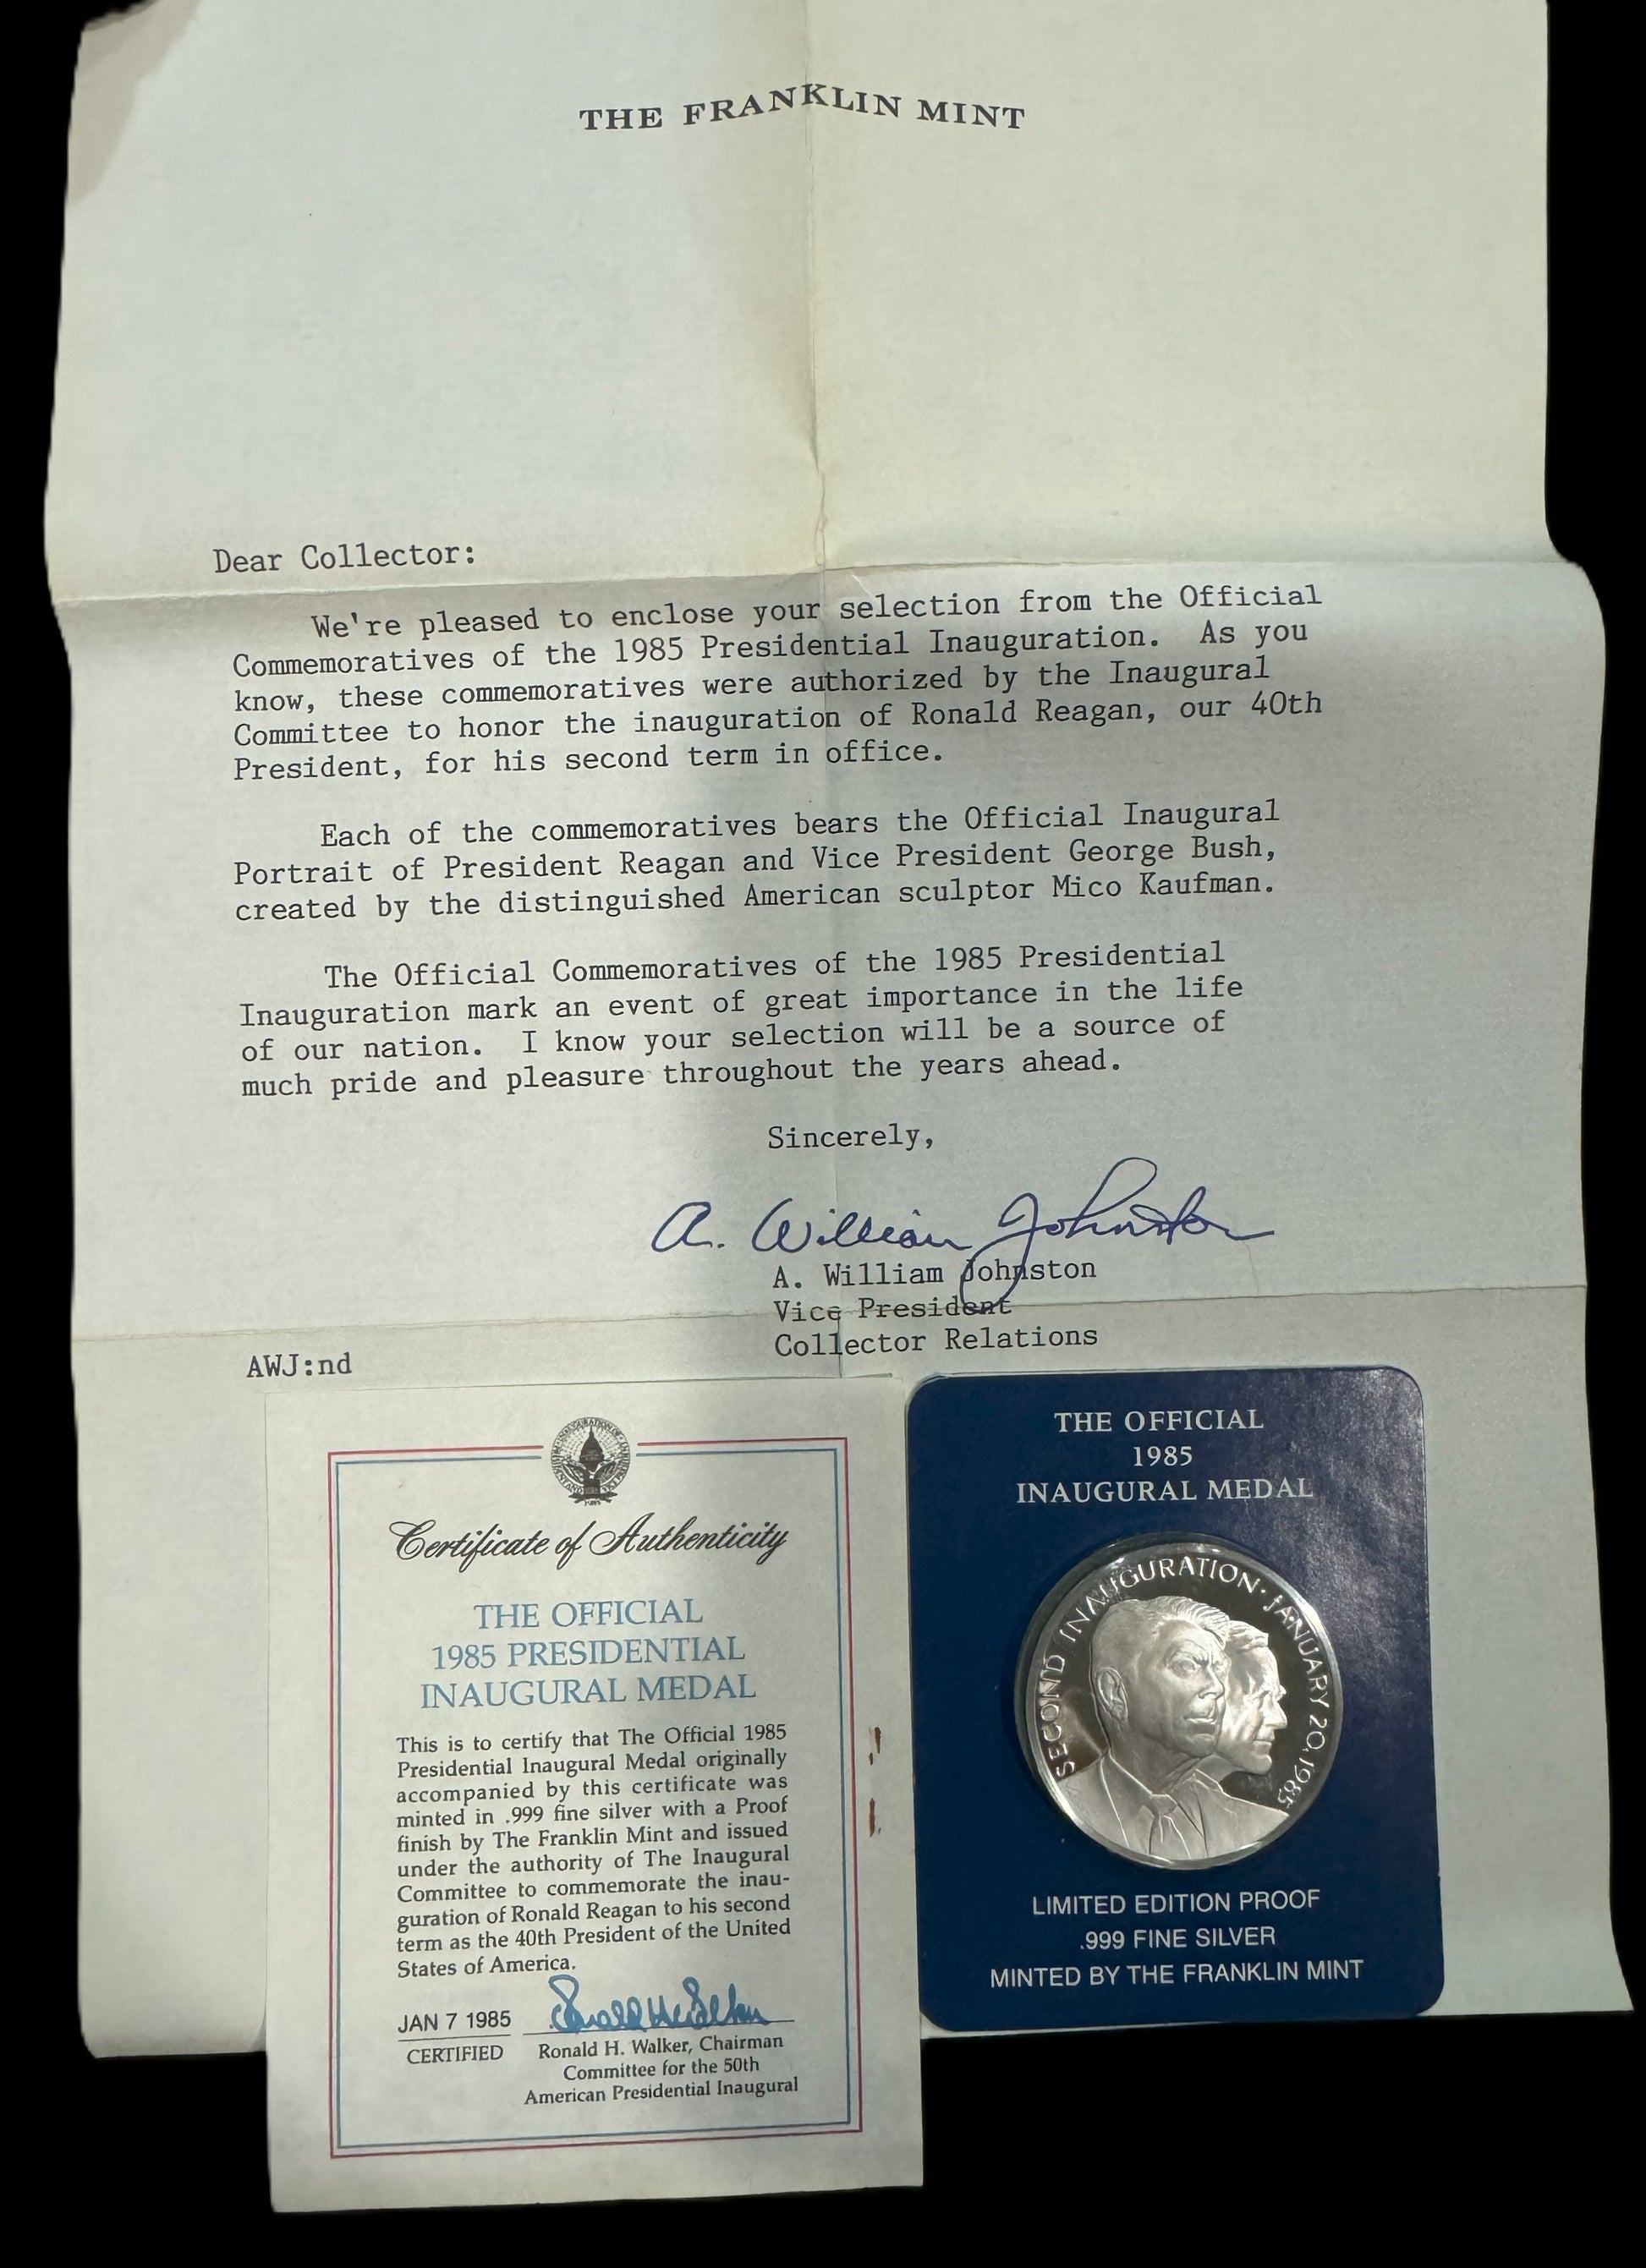 THE FRANKLIN MINT
Dear Collector:
We're pleased to enclose your selection from the Official
Commemoratives of the 1985 Presidential Inauguration. As you
know, these commemoratives were authorized by the Inaugural
Committee to honor the inauguration of Ronald Reagan, our 40th
President, for his second term in office.
Each of the commemoratives bears the Official Inaugural
Portrait of President Reagan and Vice President George Bush,
created by the distinguished American sculptor Mico Kaufman.
The Official Commemoratives of the 1985 Presidential
Inauguration mark an event of great importance in the life
of our nation. I know your selection will be a source of
much pride and pleasure throughout the years ahead.
Sincerely,
A. William Johnston
A. William Johnston
Vice President
Collector Relations
AWJ:nd
Certificate of Authenticity
THE OFFICIAL
1985 PRESIDENTIAL
INAUGURAL MEDAL
This is to certify that The Official 1985
Presidential Inaugural Medal originally
accompanied by this certificate was
minted in .999 fine silver with a Proof
finish by The Franklin Mint and issued
under the authority of The Inaugural
Committee to commemorate the inau-
guration of Ronald Reagan to his second
term as the 40th President of the United
States of America.
JAN 7 1985
CERTIFIED
Ronald H. Walker, Chairman
Committee for the 50th
American Presidential Inaugural
THE OFFICIAL
1985
INAUGURAL MEDAL
SECOND INAUGURATION · JANUARY 20, 1985
LIMITED EDITION PROOF
.999 FINE SILVER
MINTED BY THE FRANKLIN MINT